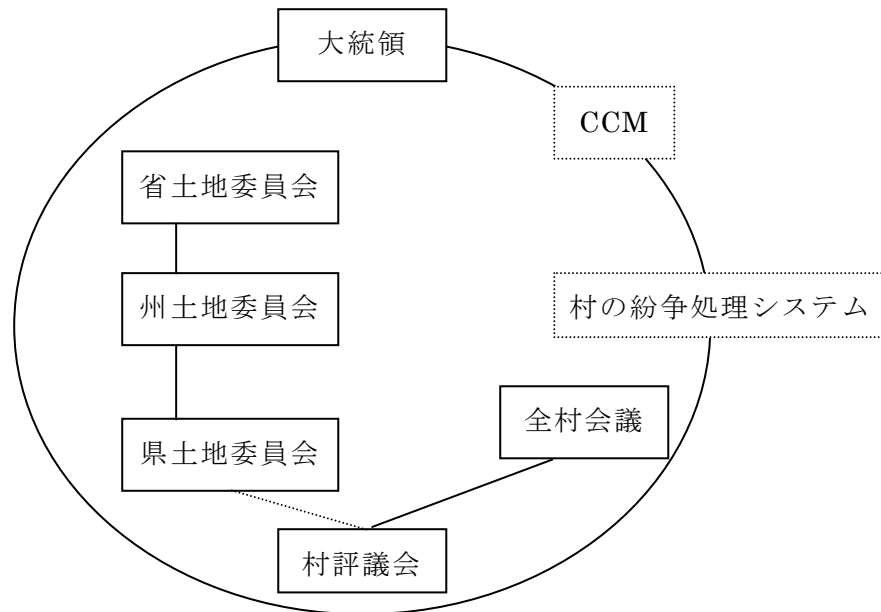 大統領
CCM
省土地委員会
州土地委員会
村の紛争処理システム
全村会議
県土地委員会
村評議会